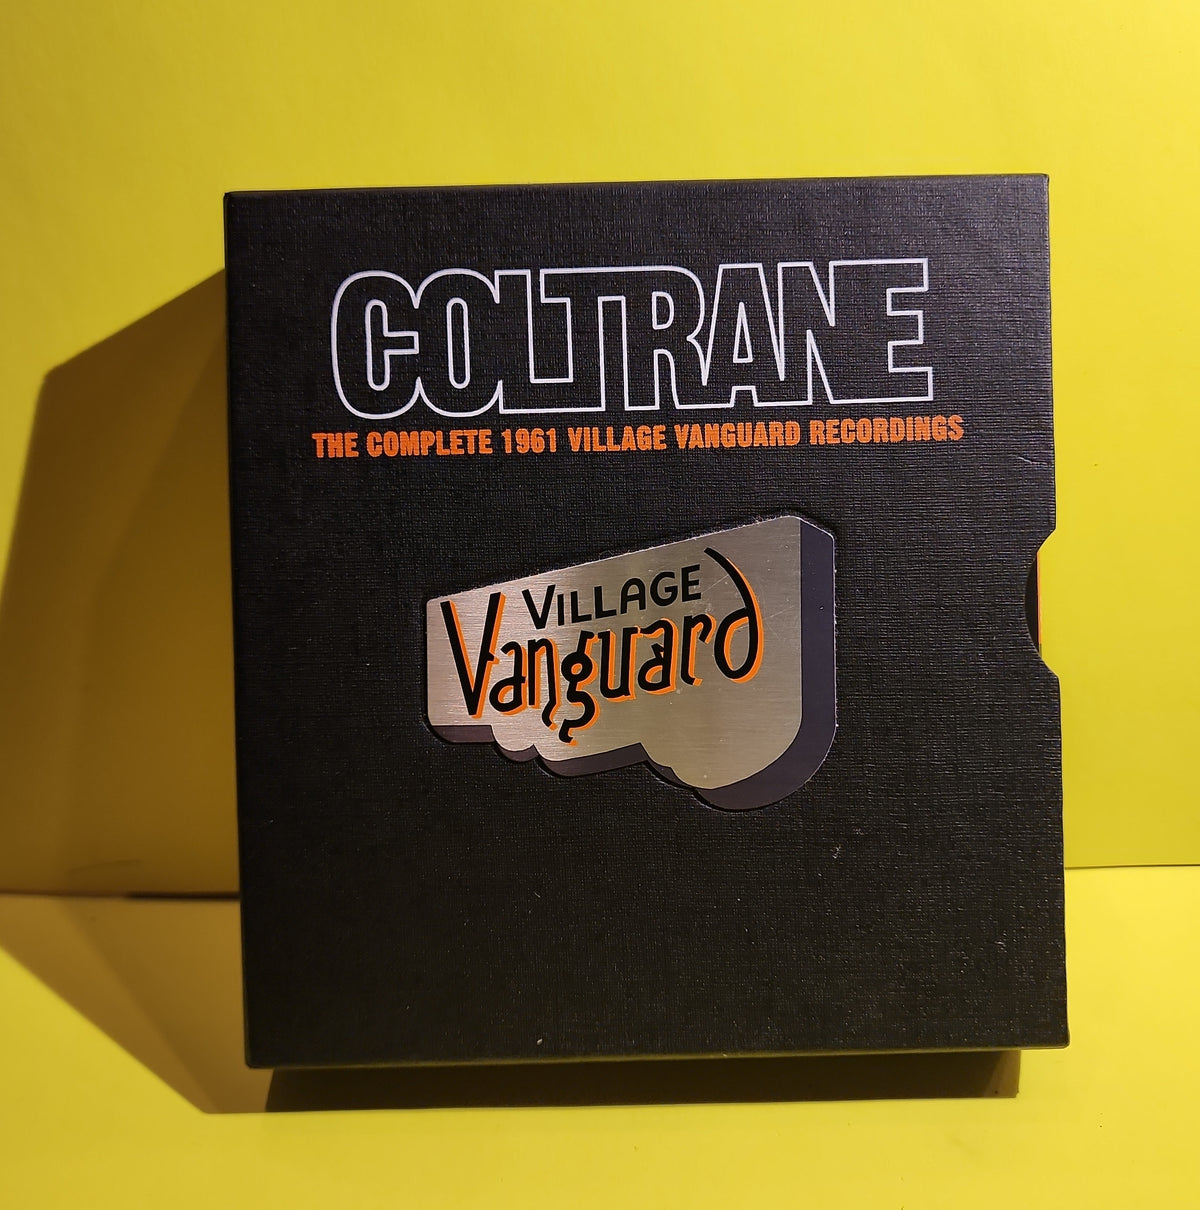 COLTRANE
THE COMPLETE 1961 VILLAGE VANGUARD RECORDINGS
VILLAGE
Vanguard